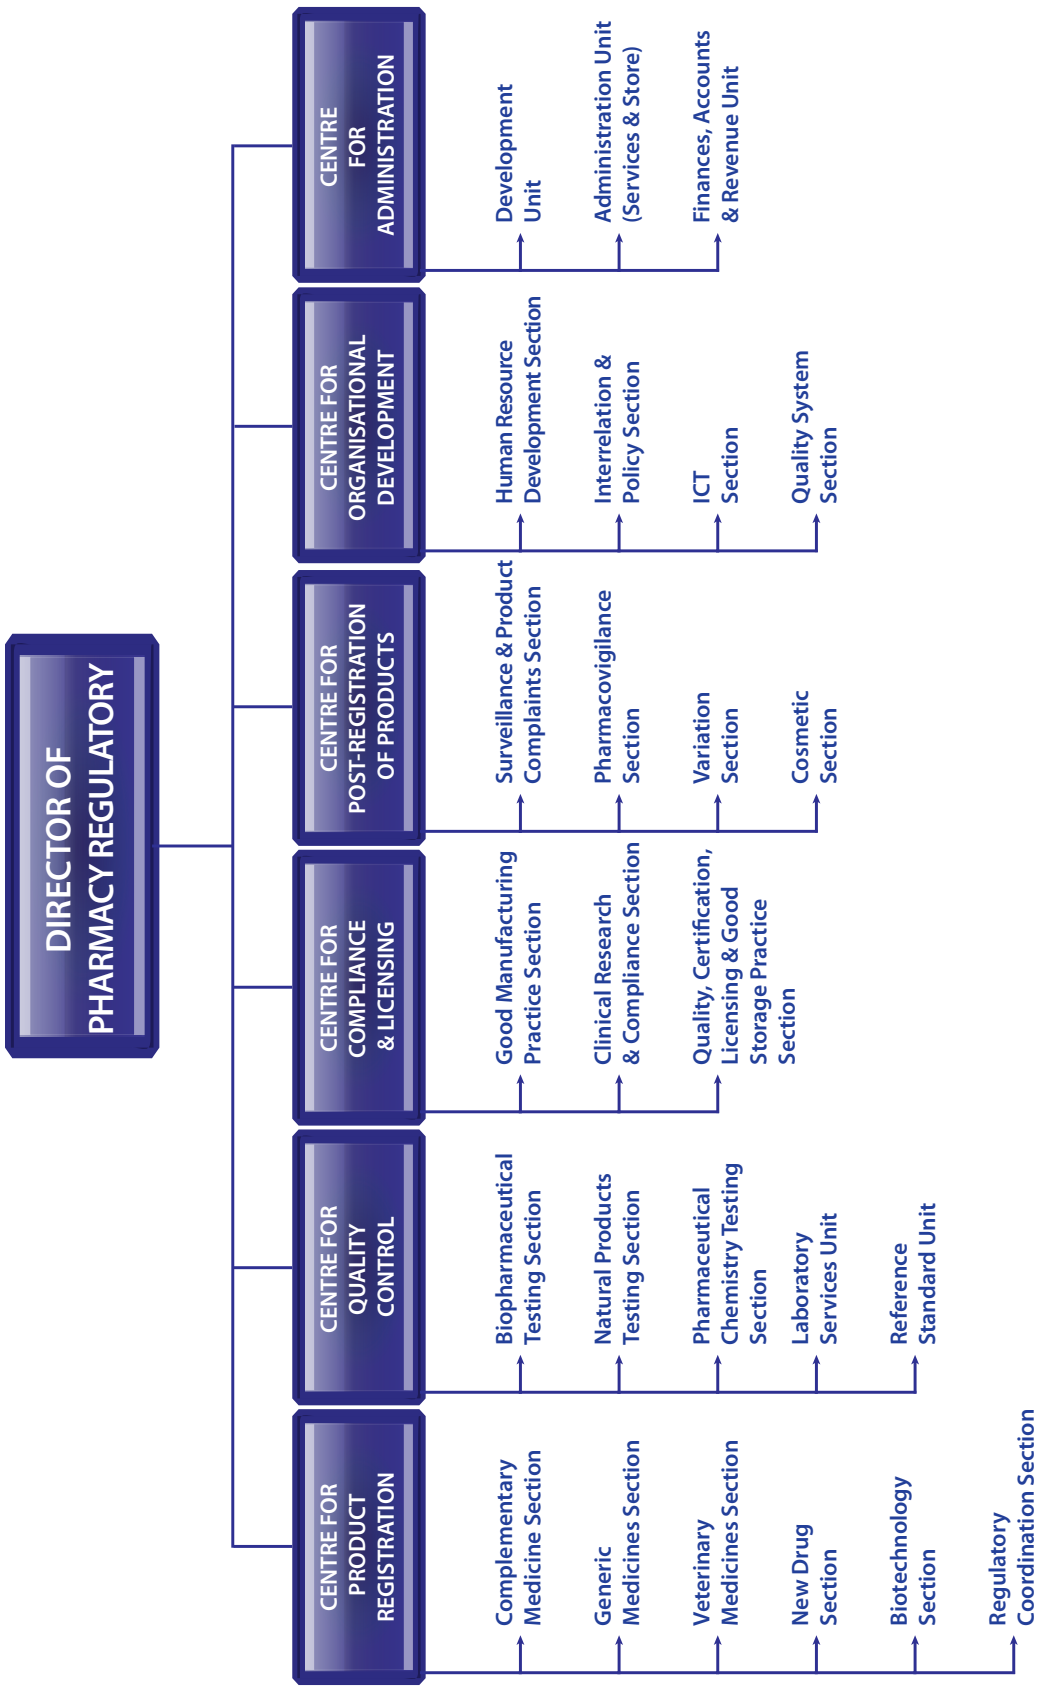 DIRECTOR OF
PHARMACY REGULATORY
CENTRE FOR
PRODUCT
REGISTRATION
Complementary
Medicine Section
Generic
Medicines Section
Veterinary
Medicines Section
New Drug
Section
Biotechnology
Section
Regulatory
Coordination Section
CENTRE FOR
QUALITY
CONTROL
Biopharmaceutical
Testing Section
Natural Products
Testing Section
Pharmaceutical
Chemistry Testing
Section
Laboratory
Services Unit
Reference
Standard Unit
CENTRE FOR
COMPLIANCE
& LICENSING
Good Manufacturing
Practice Section
Clinical Research
& Compliance Section
Quality, Certification,
Licensing & Good
Storage Practice
Section
CENTRE FOR
POST-REGISTRATION
OF PRODUCTS
Surveillance & Product
Complaints Section
Pharmacovigilance
Section
Variation
Section
Cosmetic
Section
CENTRE FOR
ORGANISATIONAL
DEVELOPMENT
Human Resource
Development Section
Interrelation &
Policy Section
ICT
Section
Quality System
Section
CENTRE
FOR
ADMINISTRATION
Development
Unit
Administration Unit
(Services & Store)
Finances, Accounts
& Revenue Unit